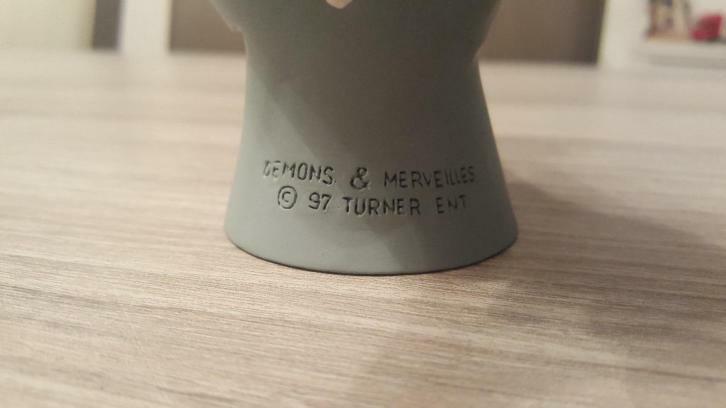 DEMONS & MERVEILLES
© 97 TURNER ENT